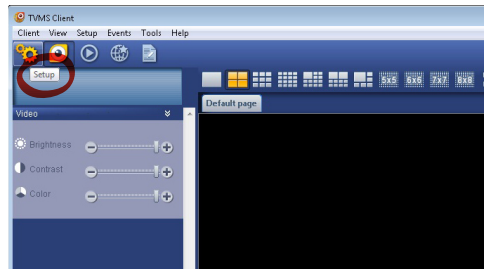 TVMS Client
Client View Setup Events Tools Help
Setup
5x5 6x6 7x7 8x8
Default page
Video
Brightness
Contrast
Color